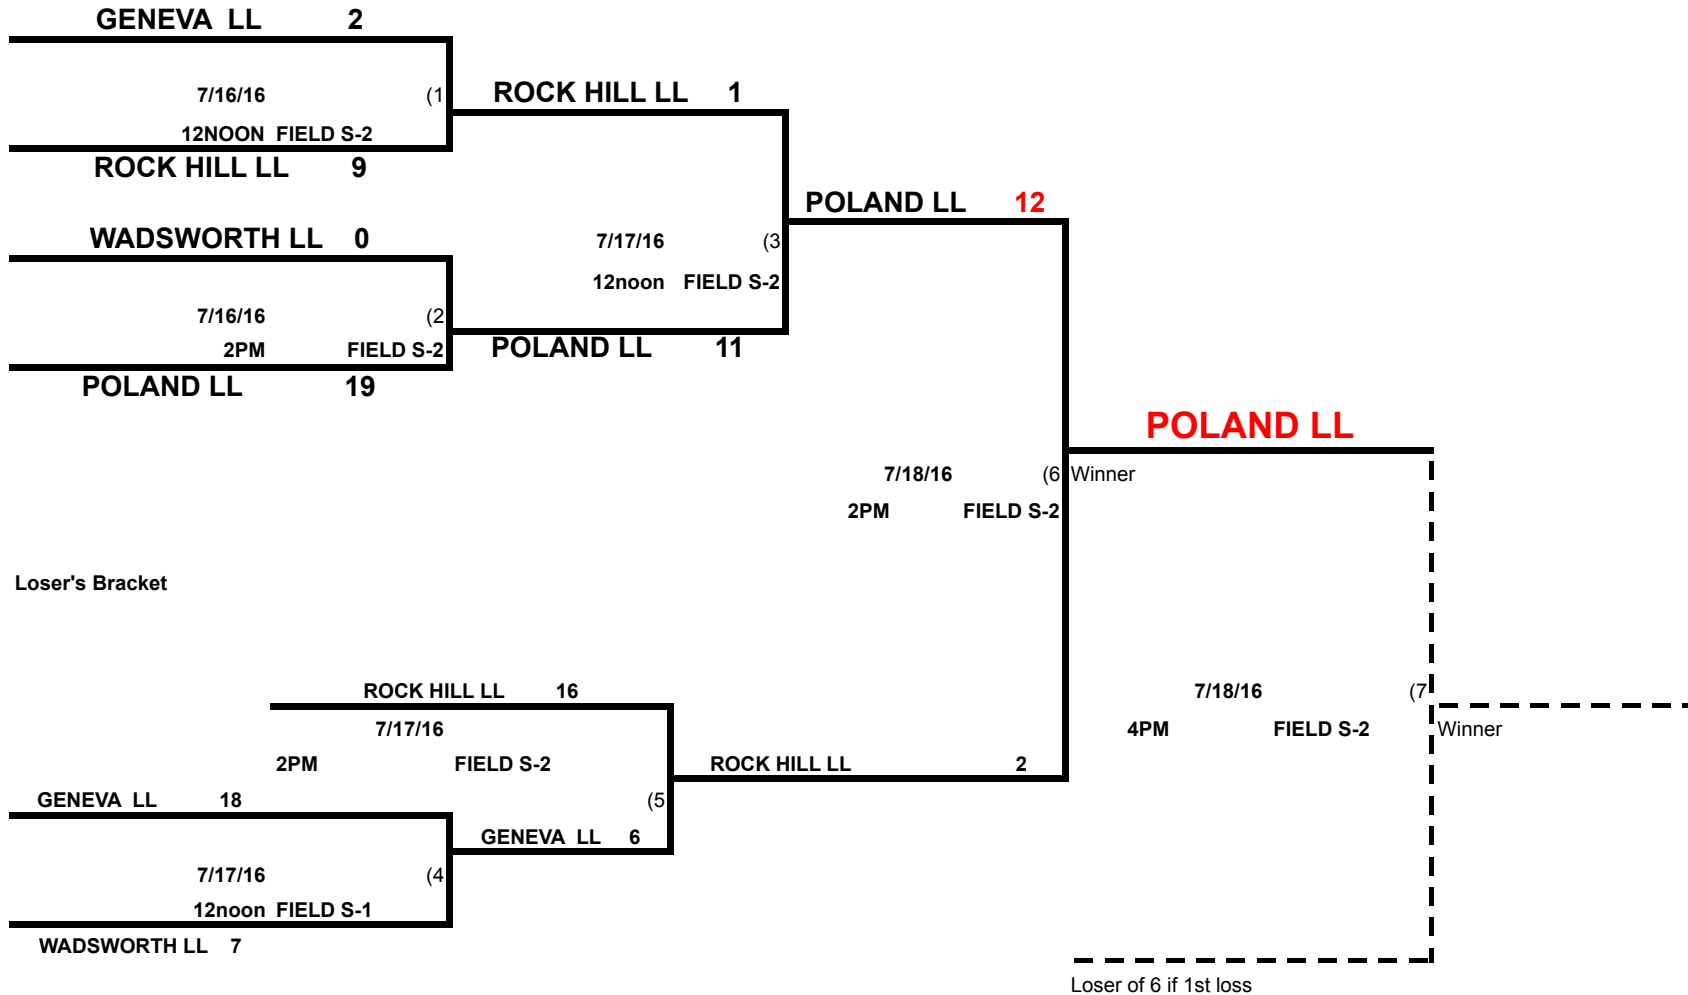 GENEVA  LL 2
7/16/16 (1
12NOON  FIELD S-2
ROCK HILL LL 9
ROCK HILL LL 1
WADSWORTH LL 0
7/16/16 (2
2PM FIELD S-2
POLAND LL 19
7/17/16 (3
12noon FIELD S-2
POLAND LL 11
POLAND LL 12
POLAND LL
7/18/16 (6 Winner
2PM FIELD S-2
Loser's Bracket
ROCK HILL LL 16
7/17/16
2PM FIELD S-2
GENEVA  LL 18
(5
GENEVA  LL 6
7/17/16 (4
12noon  FIELD S-1
WADSWORTH LL 7
ROCK HILL LL 2
7/18/16 (7
4PM FIELD S-2 Winner
Loser of 6 if 1st loss